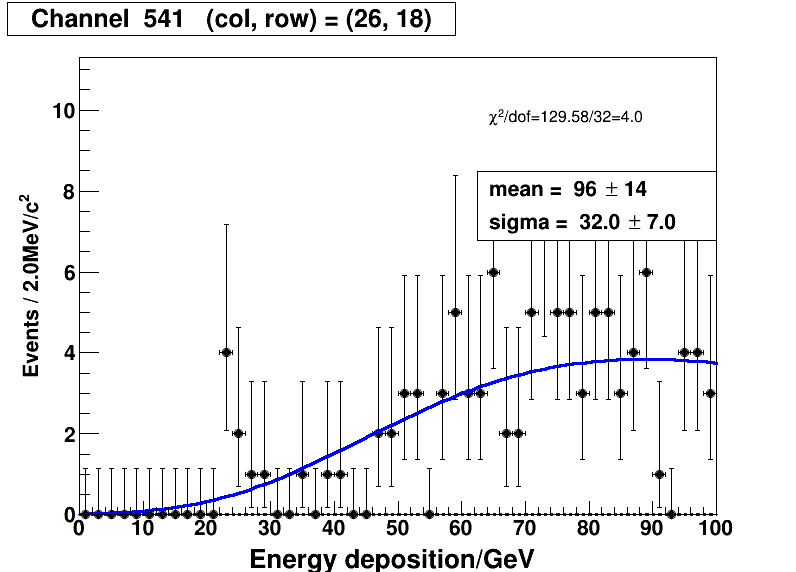 Channel 541 (col, row) = (26, 18)
χ²/dof=129.58/32=4.0
mean = 96 ± 14
sigma = 32.0 ± 7.0
Events / 2.0MeV/c²
10
8
6
4
2
0
0 10 20 30 40 50 60 70 80 90 100
Energy deposition/GeV